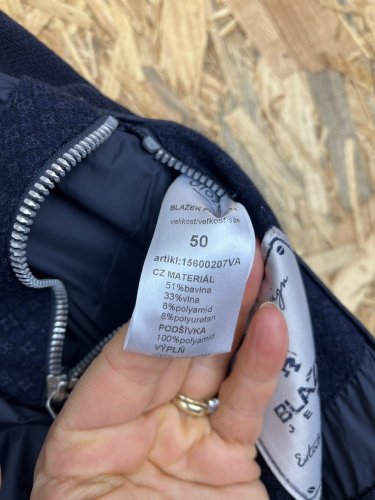 BLAŽEK
velikost/veľkosť/size
50
artikl:15600207VA
CZ MATERIÁL
51%bavlna
33%vlna
8%polyamid
8%polyuretan
PODŠÍVKA
100%polyamid
VÝPLŇ